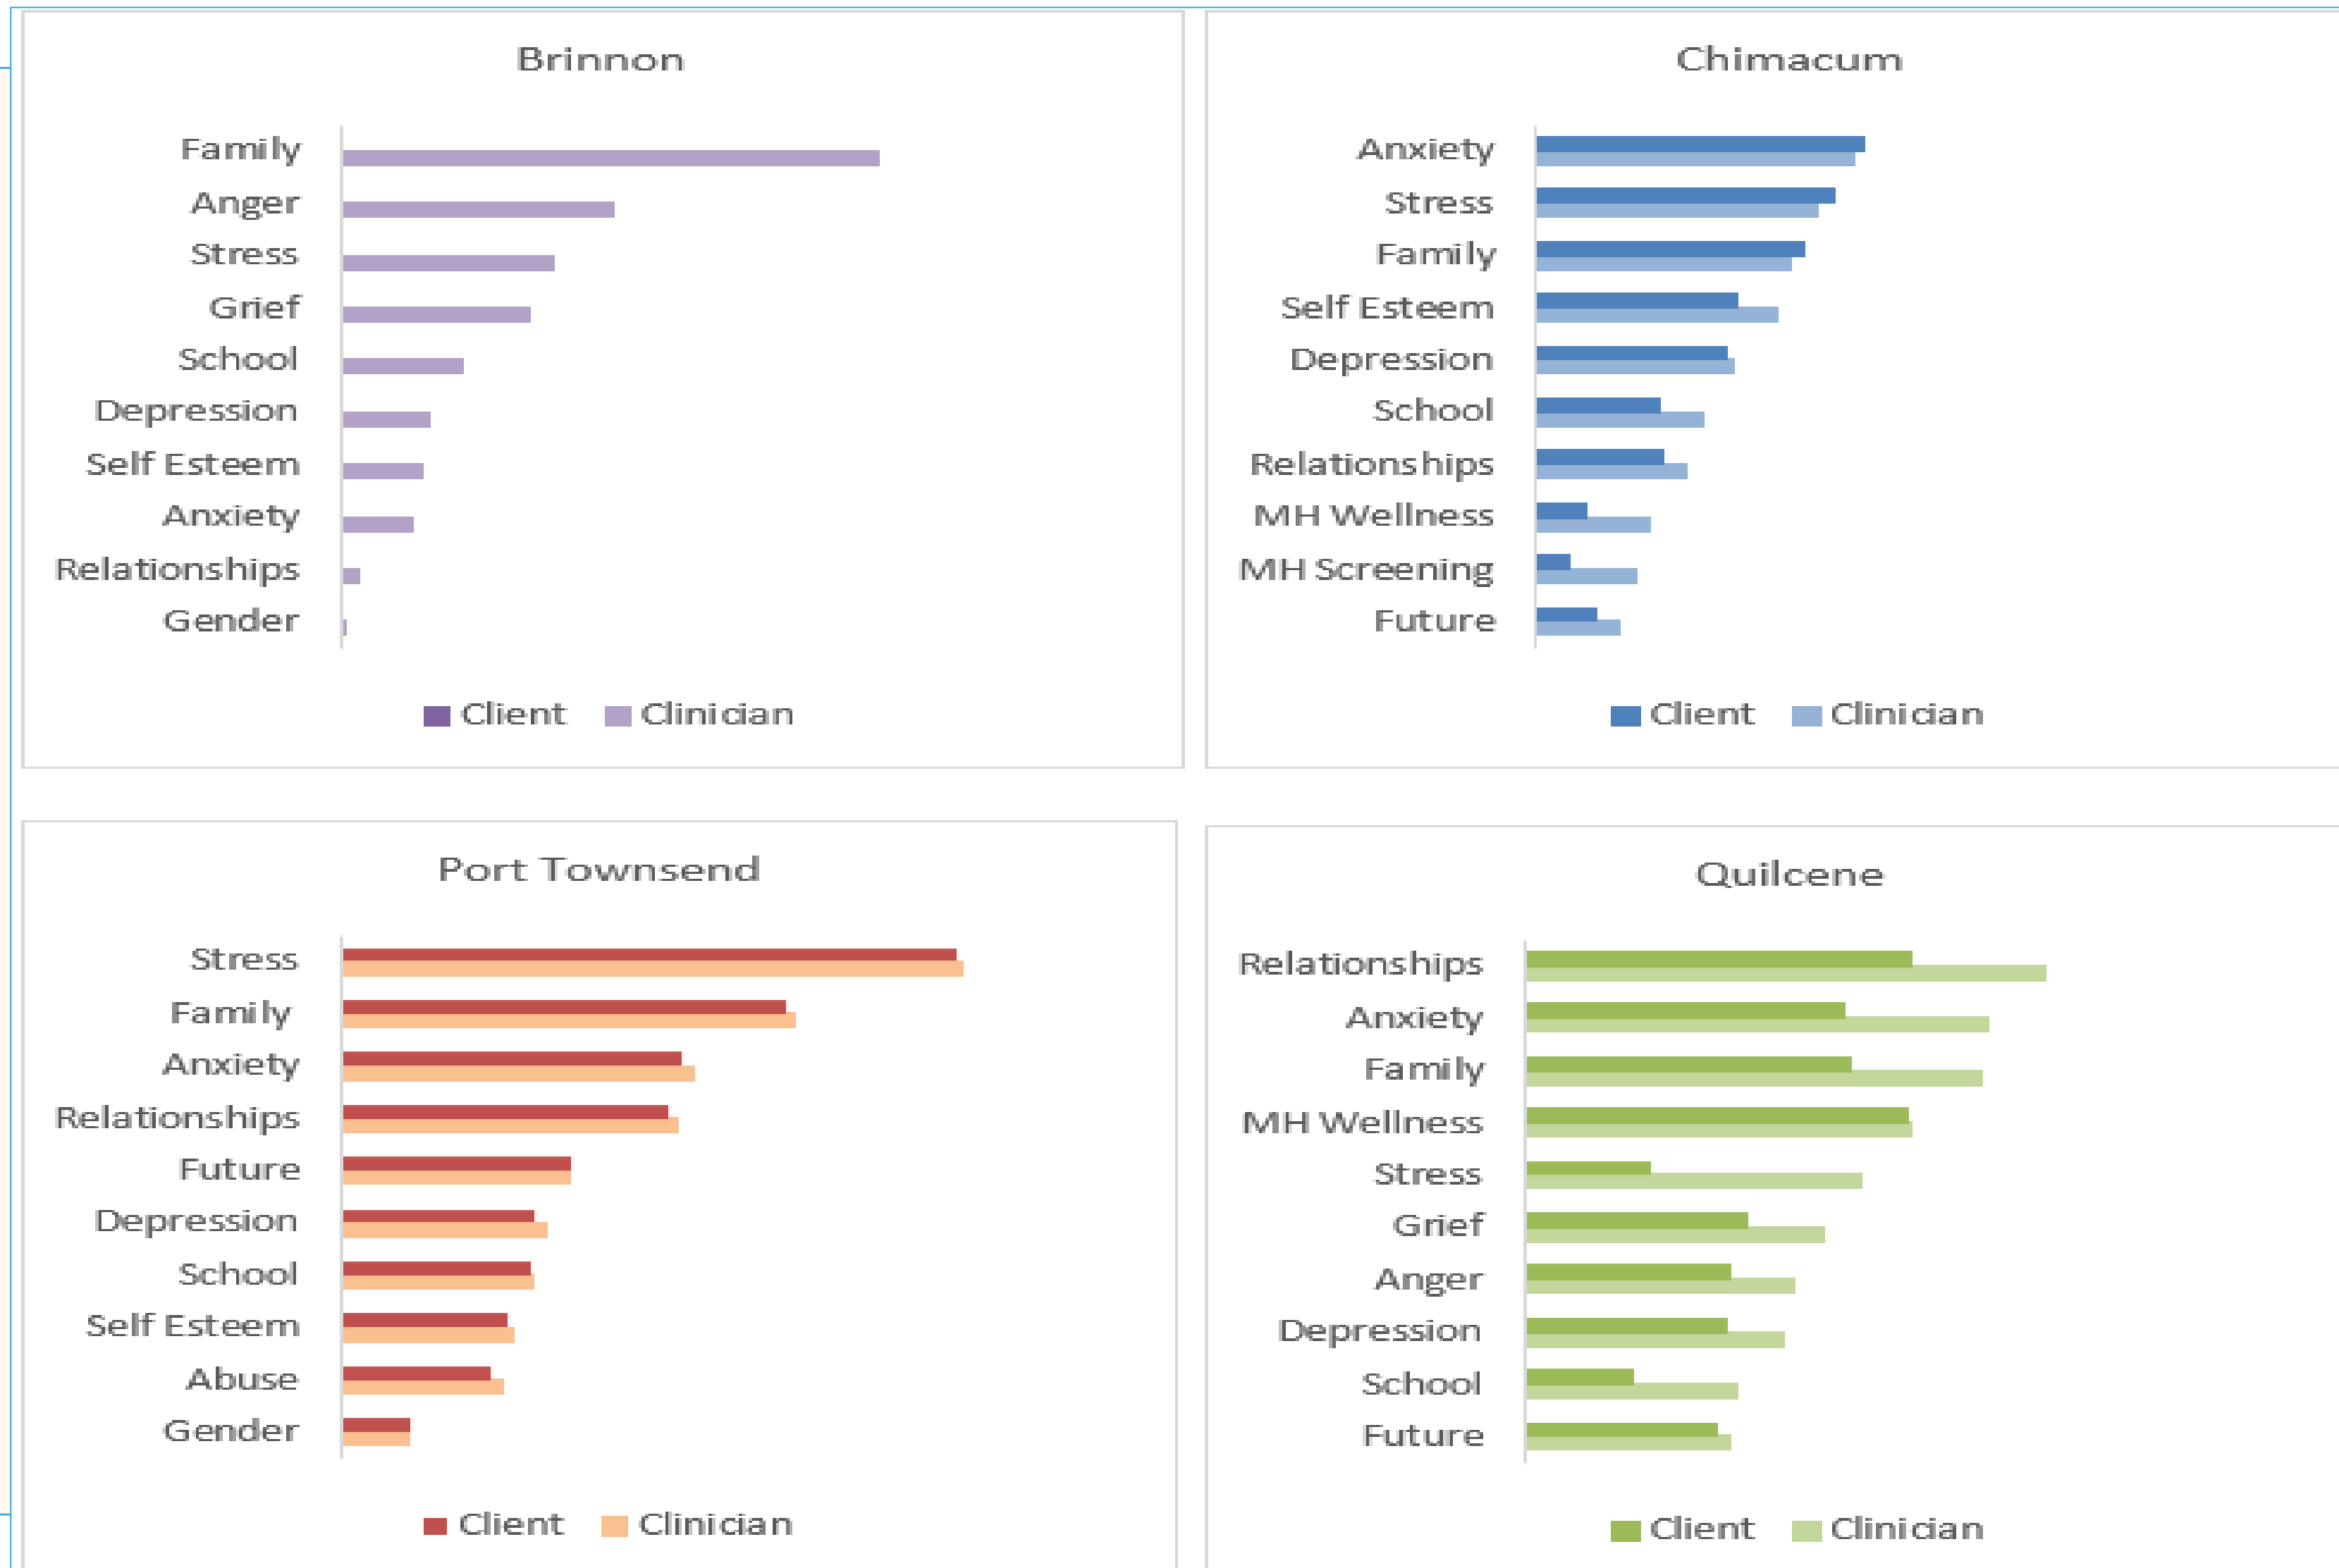 Brinnon
Family
Anger
Stress
Grief
School
Depression
Self Esteem
Anxiety
Relationships
Gender
Client Clinician
Chimacum
Anxiety
Stress
Family
Self Esteem
Depression
School
Relationships
MH Wellness
MH Screening
Future
Client Clinician
Port Townsend
Stress
Family
Anxiety
Relationships
Future
Depression
School
Self Esteem
Abuse
Gender
Client Clinician
Quilcene
Relationships
Anxiety
Family
MH Wellness
Stress
Grief
Anger
Depression
School
Future
Client Clinician